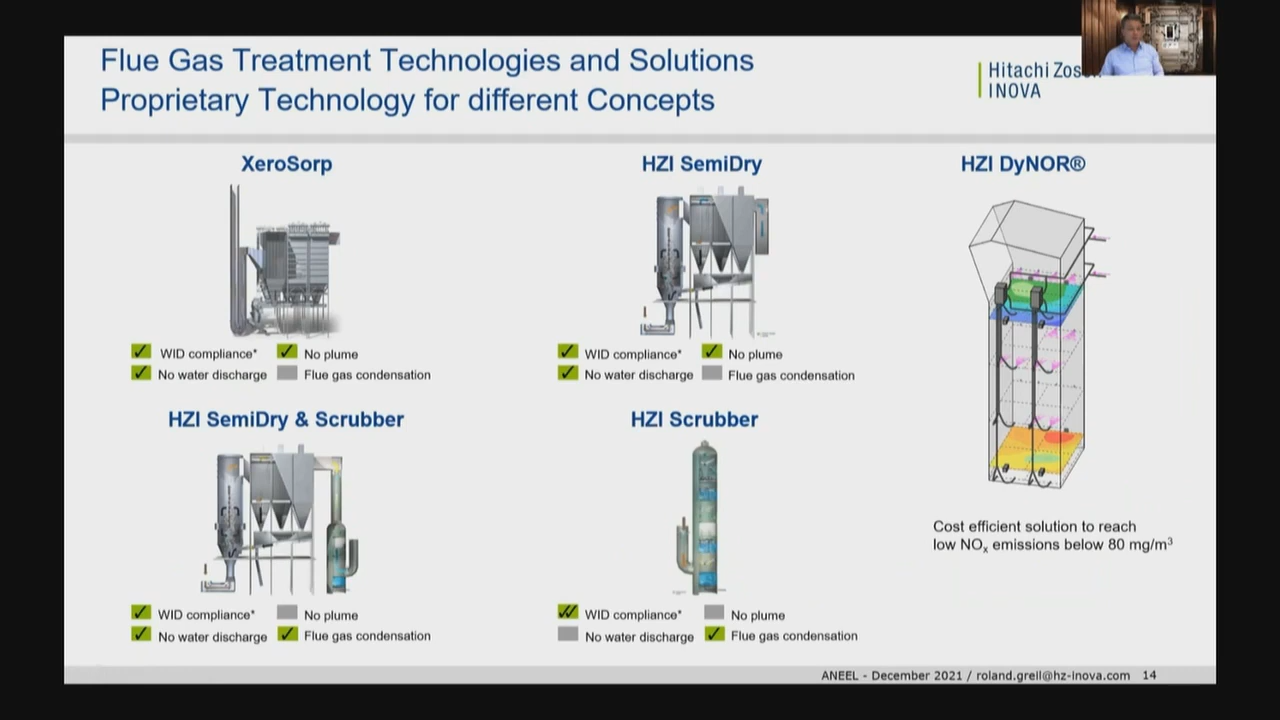 Flue Gas Treatment Technologies and Solutions
Proprietary Technology for different Concepts
Hitachi
INOVA
XeroSorp
WID compliance*
No plume
No water discharge
Flue gas condensation
HZI SemiDry
WID compliance*
No plume
No water discharge
Flue gas condensation
HZI DyNOR®
Cost efficient solution to reach
low NOx emissions below 80 mg/m³
HZI SemiDry & Scrubber
WID compliance*
No plume
No water discharge
Flue gas condensation
HZI Scrubber
WID compliance*
No plume
No water discharge
Flue gas condensation
ANEEL - December 2021 / roland.greil@hz-inova.com 14